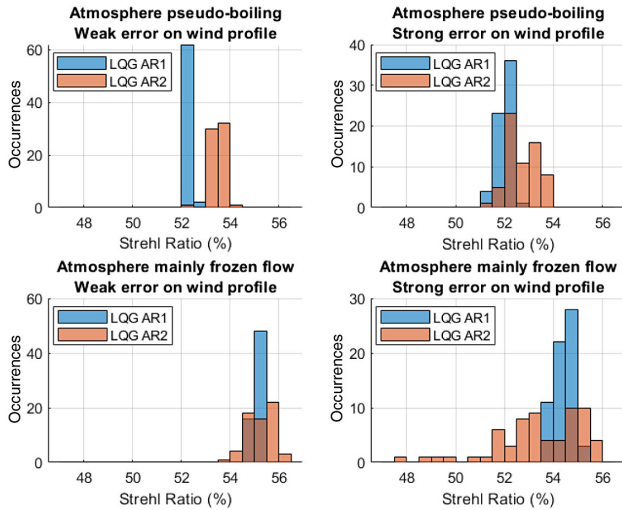 Atmosphere pseudo-boiling
Weak error on wind profile
LQG AR1
LQG AR2
Occurrences
60
40
20
0
48 50 52 54 56
Strehl Ratio (%)
Atmosphere pseudo-boiling
Strong error on wind profile
LQG AR1
LQG AR2
Occurrences
40
30
20
10
0
48 50 52 54 56
Strehl Ratio (%)
Atmosphere mainly frozen flow
Weak error on wind profile
LQG AR1
LQG AR2
Occurrences
60
40
20
0
48 50 52 54 56
Strehl Ratio (%)
Atmosphere mainly frozen flow
Strong error on wind profile
LQG AR1
LQG AR2
Occurrences
30
20
10
0
48 50 52 54 56
Strehl Ratio (%)